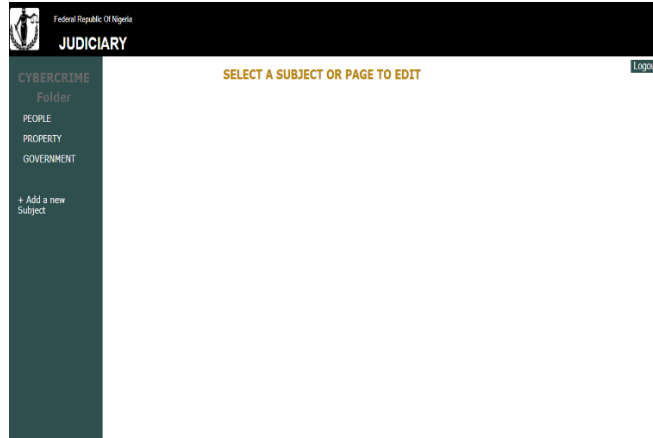 Federal Republic Of Nigeria
JUDICIARY
Logou
CYBERCRIME
Folder
SELECT A SUBJECT OR PAGE TO EDIT
PEOPLE
PROPERTY
GOVERNMENT
+ Add a new
Subject